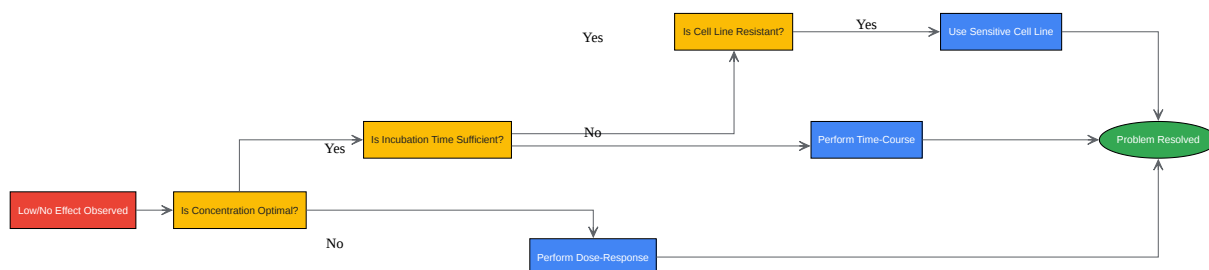 Is Cell Line Resistant?
Yes
Use Sensitive Cell Line
Yes
Is Incubation Time Sufficient?
No
Perform Time-Course
Problem Resolved
Yes
Low/No Effect Observed
Is Concentration Optimal?
No
Perform Dose-Response